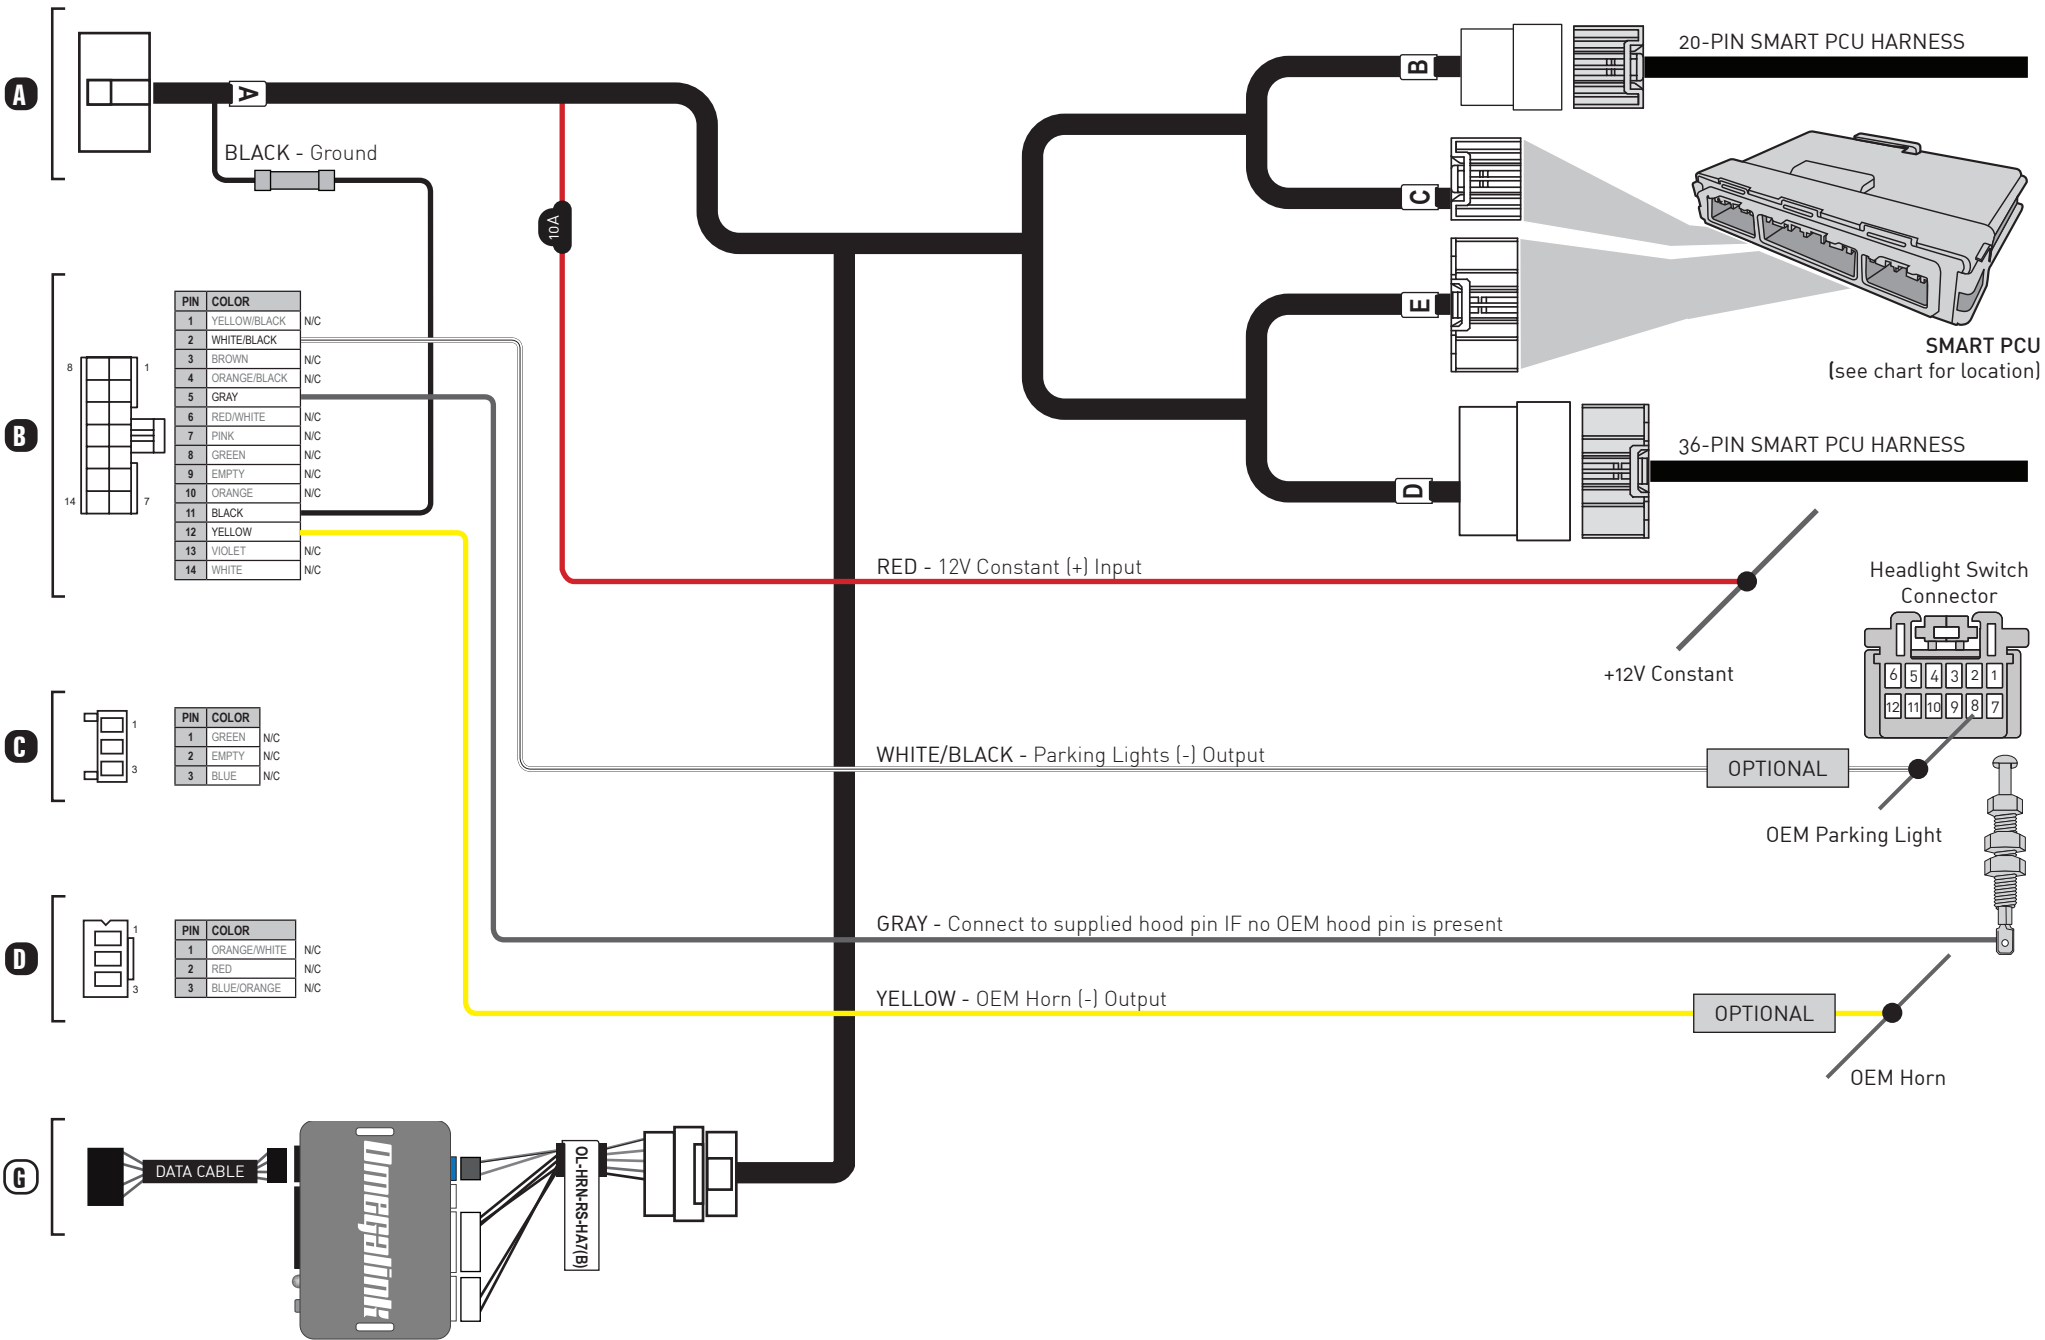 A
A
BLACK - Ground
10A
B
20-PIN SMART PCU HARNESS
C
E
SMART PCU
(see chart for location)
D
36-PIN SMART PCU HARNESS
B
8
1
14
7
PIN COLOR
1 YELLOW/BLACK N/C
2 WHITE/BLACK
3 BROWN N/C
4 ORANGE/BLACK N/C
5 GRAY
6 RED/WHITE N/C
7 PINK N/C
8 GREEN N/C
9 EMPTY N/C
10 ORANGE N/C
11 BLACK
12 YELLOW
13 VIOLET N/C
14 WHITE N/C
RED - 12V Constant (+) Input
+12V Constant
Headlight Switch
Connector
6 5 4 3 2 1
12 11 10 9 8 7
C
1
3
PIN COLOR
1 GREEN N/C
2 EMPTY N/C
3 BLUE N/C
WHITE/BLACK - Parking Lights (-) Output
OPTIONAL
OEM Parking Light
D
1
3
PIN COLOR
1 ORANGE/WHITE N/C
2 RED N/C
3 BLUE/ORANGE N/C
GRAY - Connect to supplied hood pin IF no OEM hood pin is present
YELLOW - OEM Horn (-) Output
OPTIONAL
OEM Horn
G
DATA CABLE
omegalink
OL-HRN-RS-HA7(B)